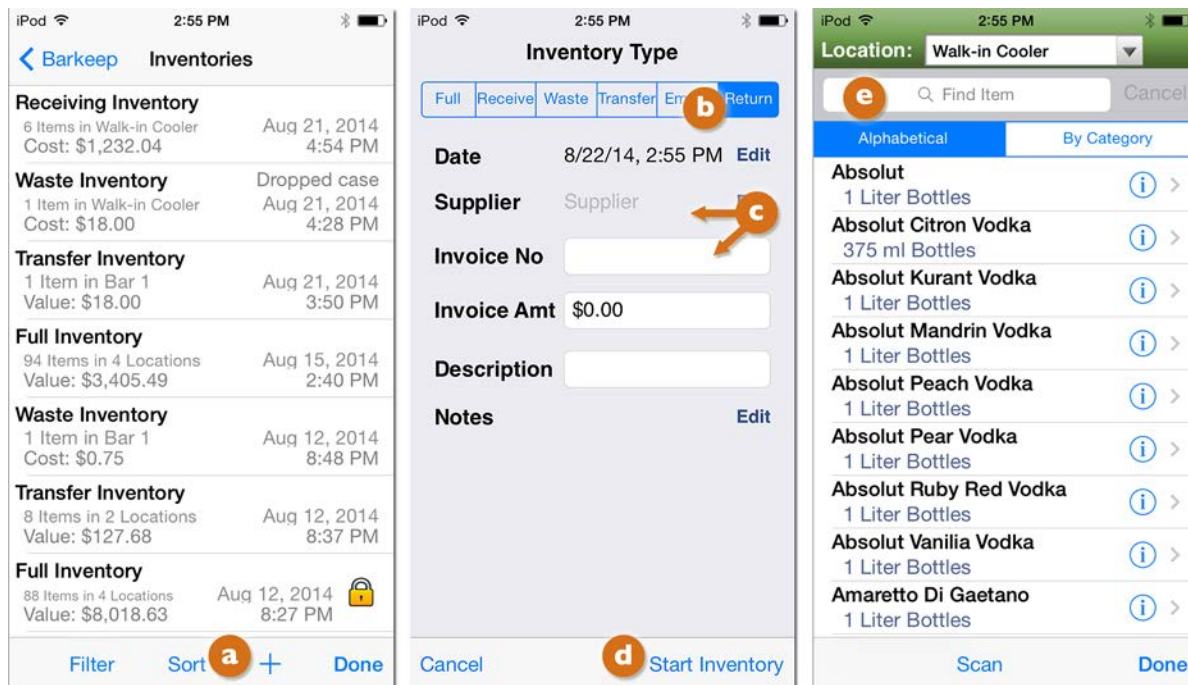 iPod 2:55 PM
Barkeep Inventories
Receiving Inventory
6 Items in Walk-in Cooler Aug 21, 2014
Cost: $1,232.04 4:54 PM
Waste Inventory Dropped case
1 Item in Walk-in Cooler Aug 21, 2014
Cost: $18.00 4:28 PM
Transfer Inventory
1 Item in Bar 1 Aug 21, 2014
Value: $18.00 3:50 PM
Full Inventory
94 Items in 4 Locations Aug 15, 2014
Value: $3,405.49 2:40 PM
Waste Inventory
1 Item in Bar 1 Aug 12, 2014
Cost: $0.75 8:48 PM
Transfer Inventory
8 Items in 2 Locations Aug 12, 2014
Value: $127.68 8:37 PM
Full Inventory
88 Items in 4 Locations Aug 12, 2014
Value: $8,018.63 8:27 PM
Filter Sort a + Done
iPod 2:55 PM
Inventory Type
Full Receive Waste Transfer Em b Return
Date 8/22/14, 2:55 PM Edit
Supplier Supplier c
Invoice No
Invoice Amt $0.00
Description
Notes Edit
Cancel d Start Inventory
iPod 2:55 PM
Location: Walk-in Cooler
e Find Item Cancel
Alphabetical By Category
Absolut
1 Liter Bottles
Absolut Citron Vodka
375 ml Bottles
Absolut Kurant Vodka
1 Liter Bottles
Absolut Mandrin Vodka
1 Liter Bottles
Absolut Peach Vodka
1 Liter Bottles
Absolut Pear Vodka
1 Liter Bottles
Absolut Ruby Red Vodka
1 Liter Bottles
Absolut Vanilia Vodka
1 Liter Bottles
Amaretto Di Gaetano
1 Liter Bottles
Scan Done